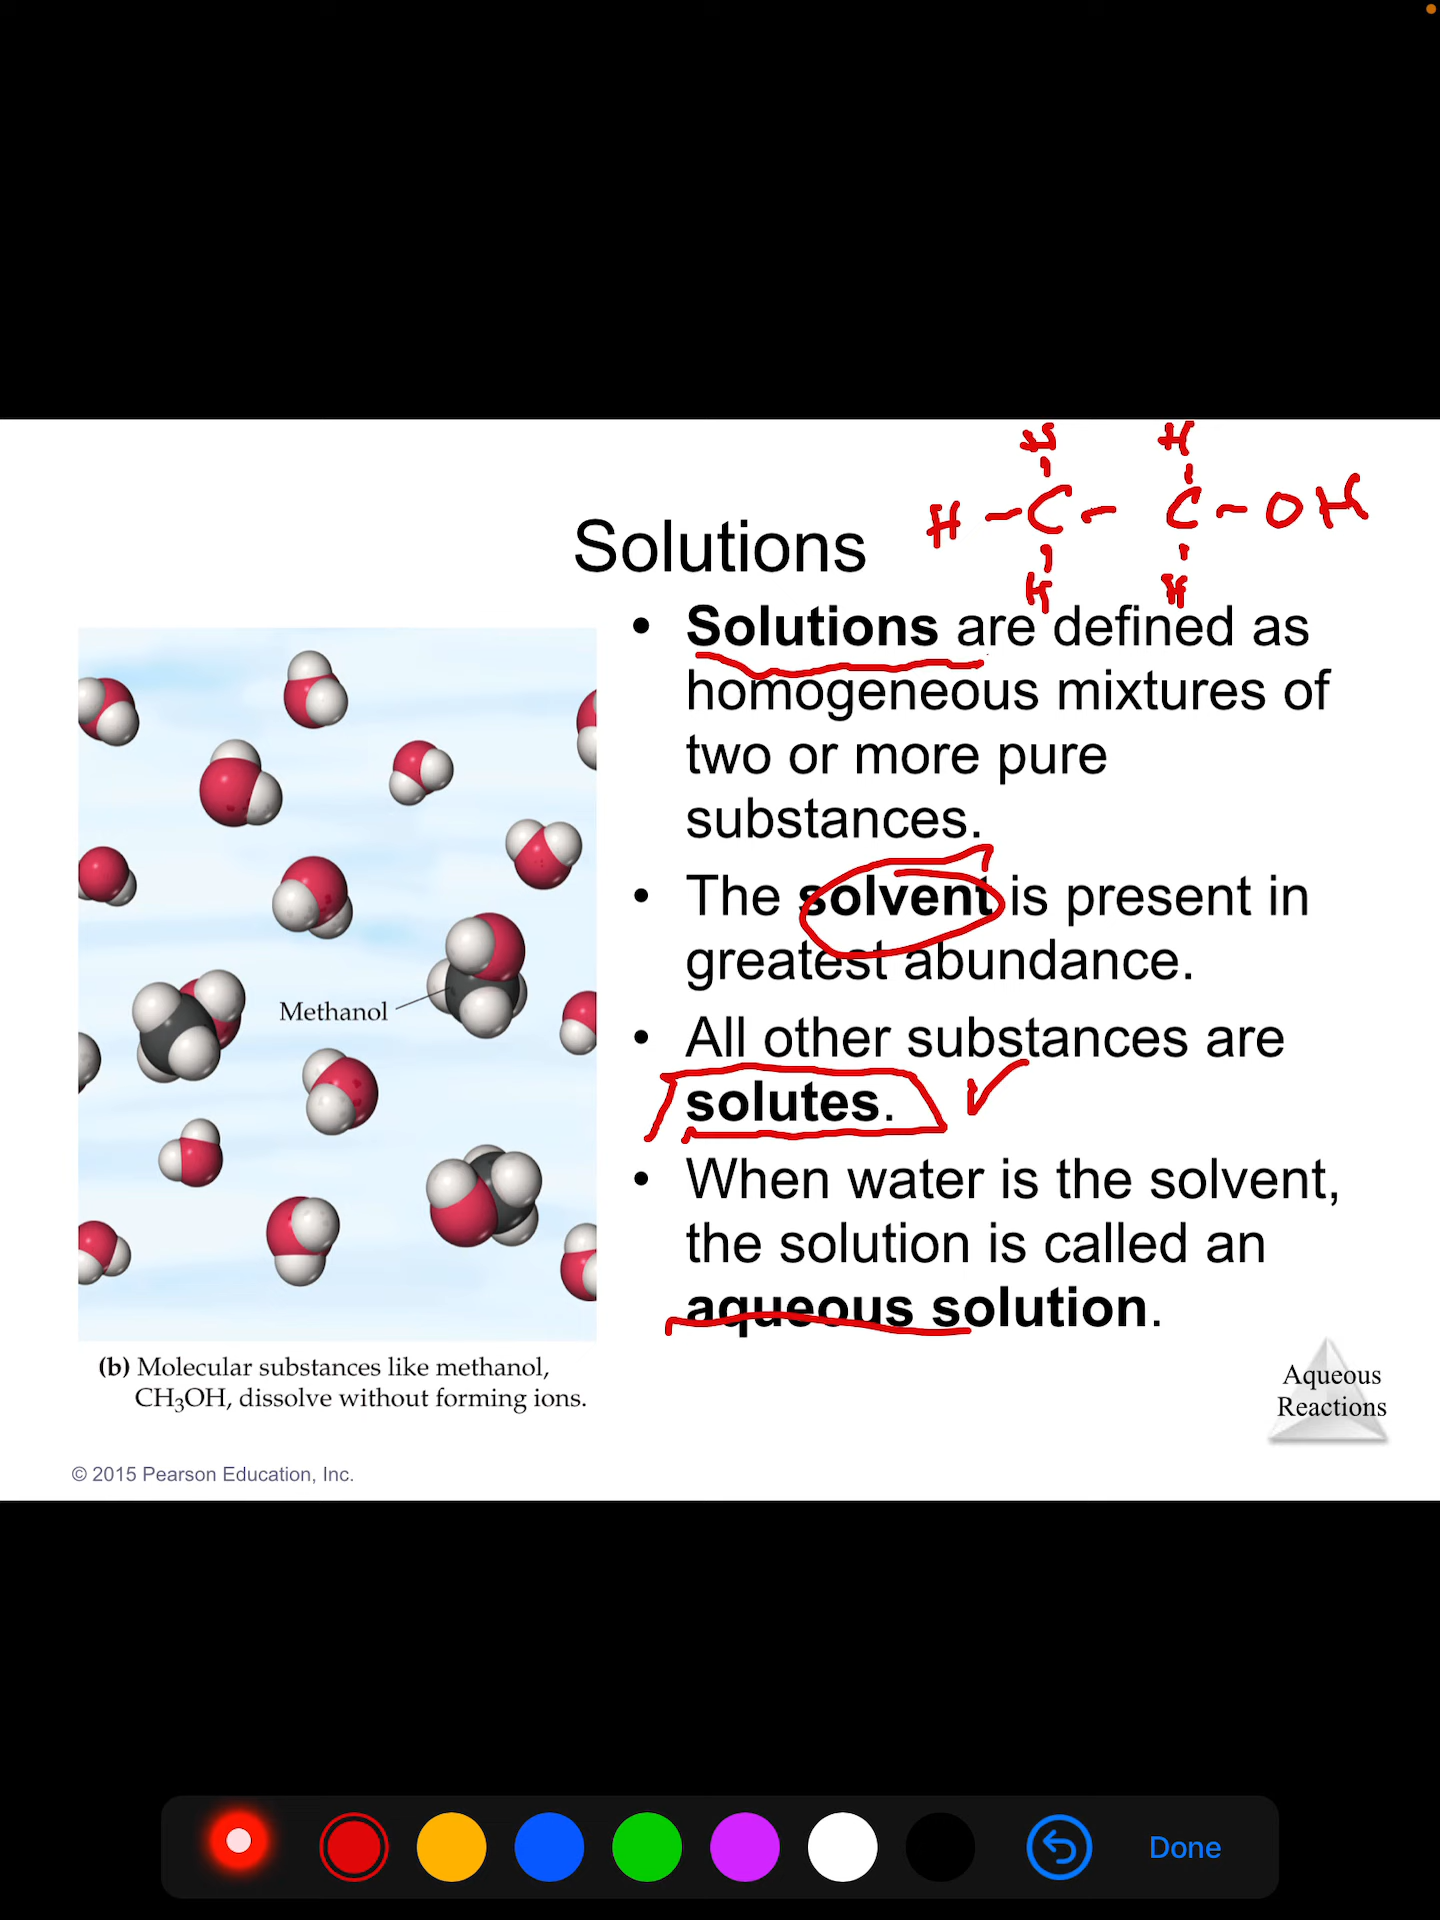 H H
H - C - C - OH
H H
Solutions
• Solutions are defined as
homogeneous mixtures of
two or more pure
substances.
• The solvent is present in
greatest abundance.
• All other substances are
solutes.
• When water is the solvent,
the solution is called an
aqueous solution.
Methanol
(b) Molecular substances like methanol,
CH₃OH, dissolve without forming ions.
Aqueous
Reactions
© 2015 Pearson Education, Inc.
Done